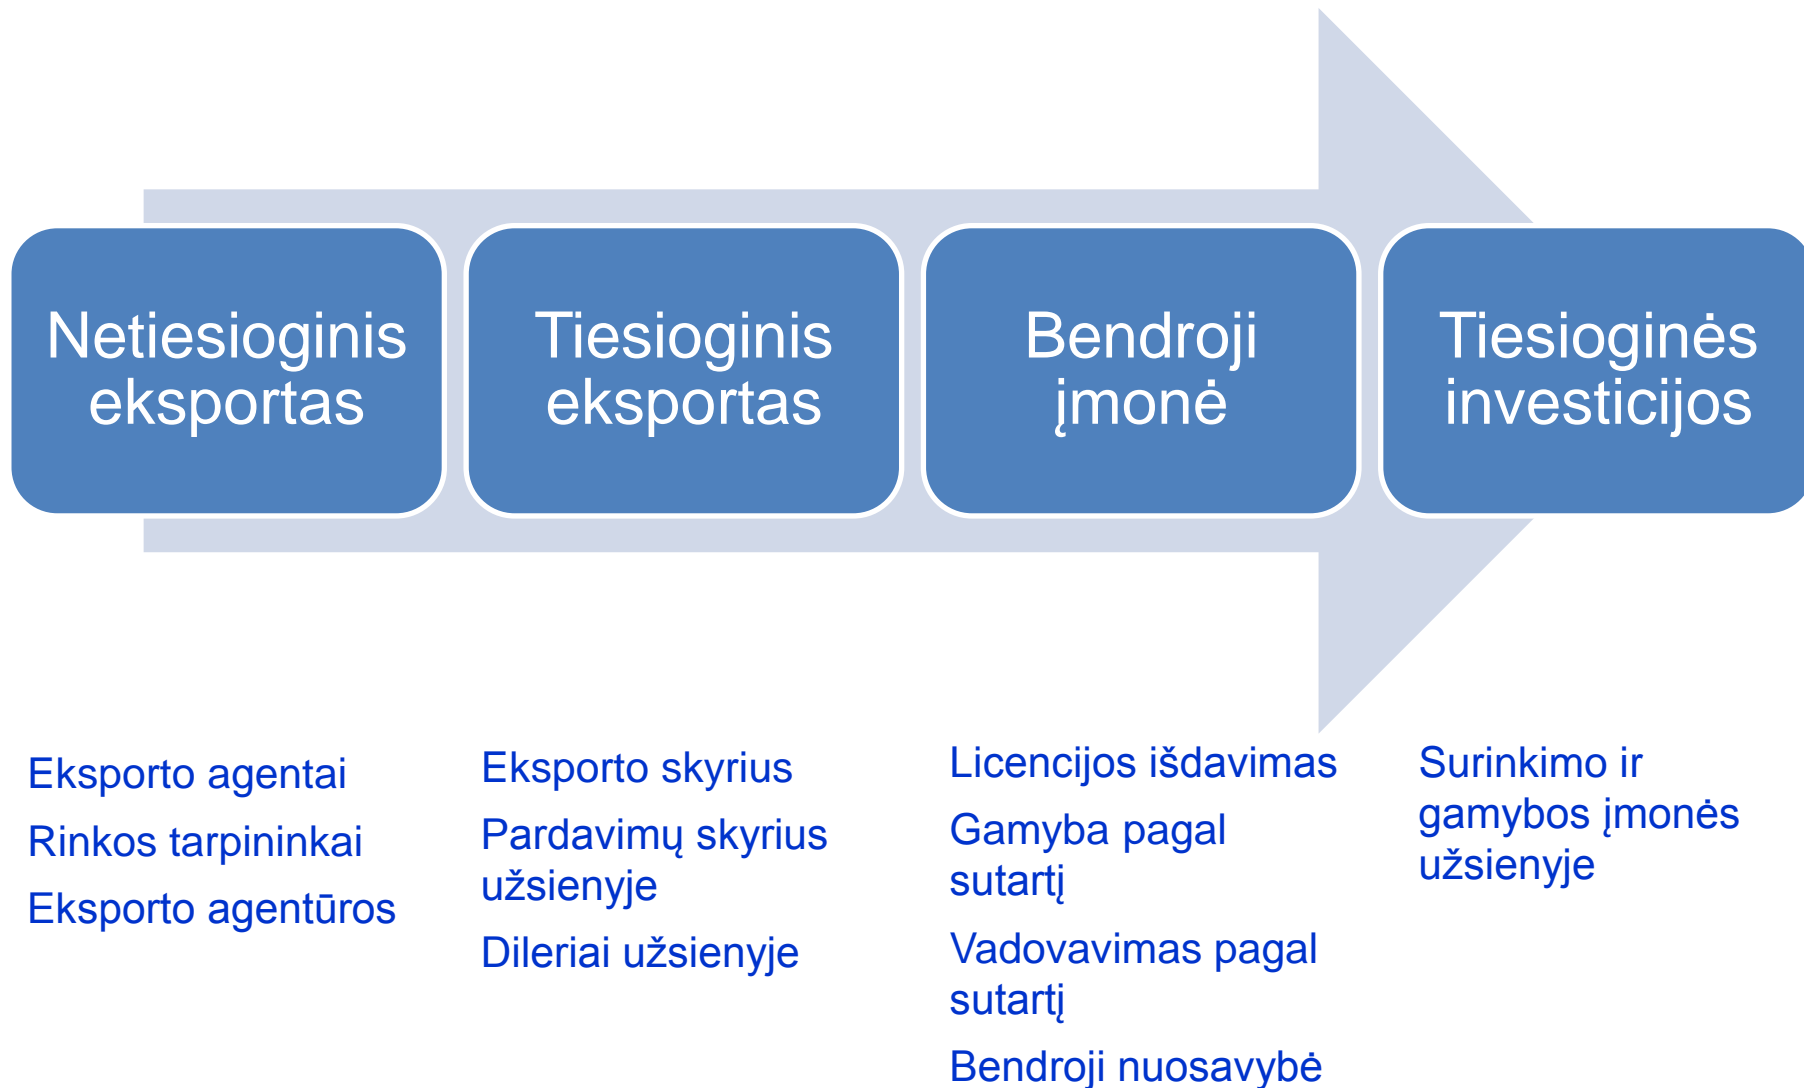 Netiesioginis
eksportas
Tiesioginis
eksportas
Bendroji
įmonė
Tiesioginės
investicijos
Eksporto agentai
Rinkos tarpininkai
Eksporto agentūros
Eksporto skyrius
Pardavimų skyrius
užsienyje
Dileriai užsienyje
Licencijos išdavimas
Gamyba pagal
sutartį
Vadovavimas pagal
sutartį
Bendroji nuosavybė
Surinkimo ir
gamybos įmonės
užsienyje